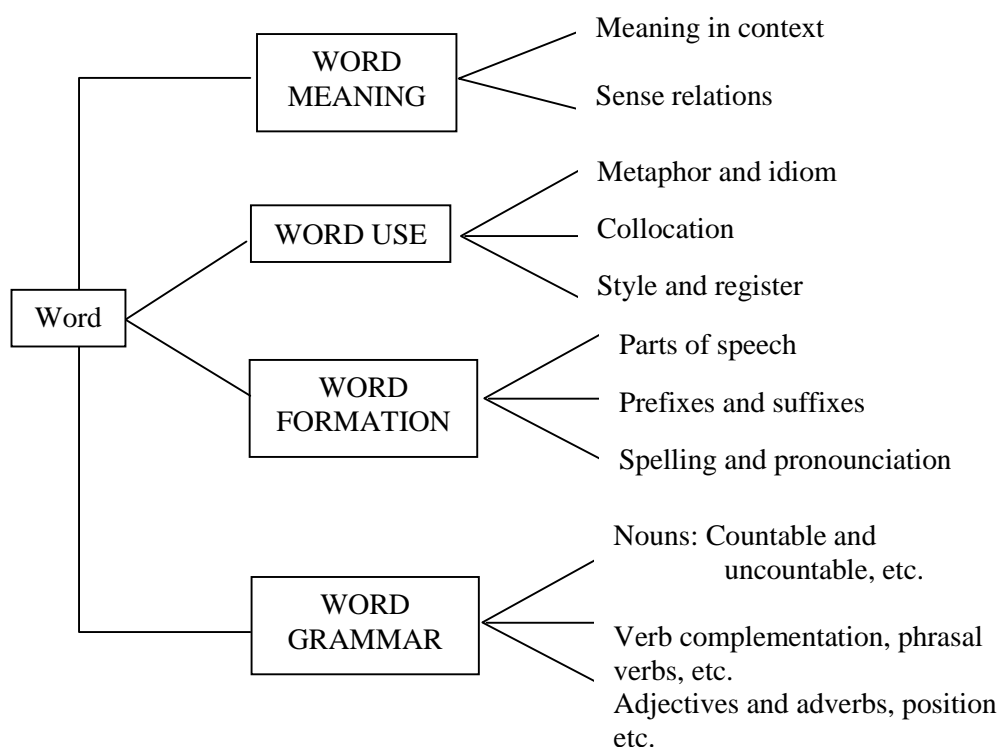 WORD
MEANING
Meaning in context
Sense relations
WORD USE
Metaphor and idiom
Collocation
Style and register
Word
WORD
FORMATION
Parts of speech
Prefixes and suffixes
Spelling and pronounciation
WORD
GRAMMAR
Nouns: Countable and
uncountable, etc.
Verb complementation, phrasal
verbs, etc.
Adjectives and adverbs, position
etc.